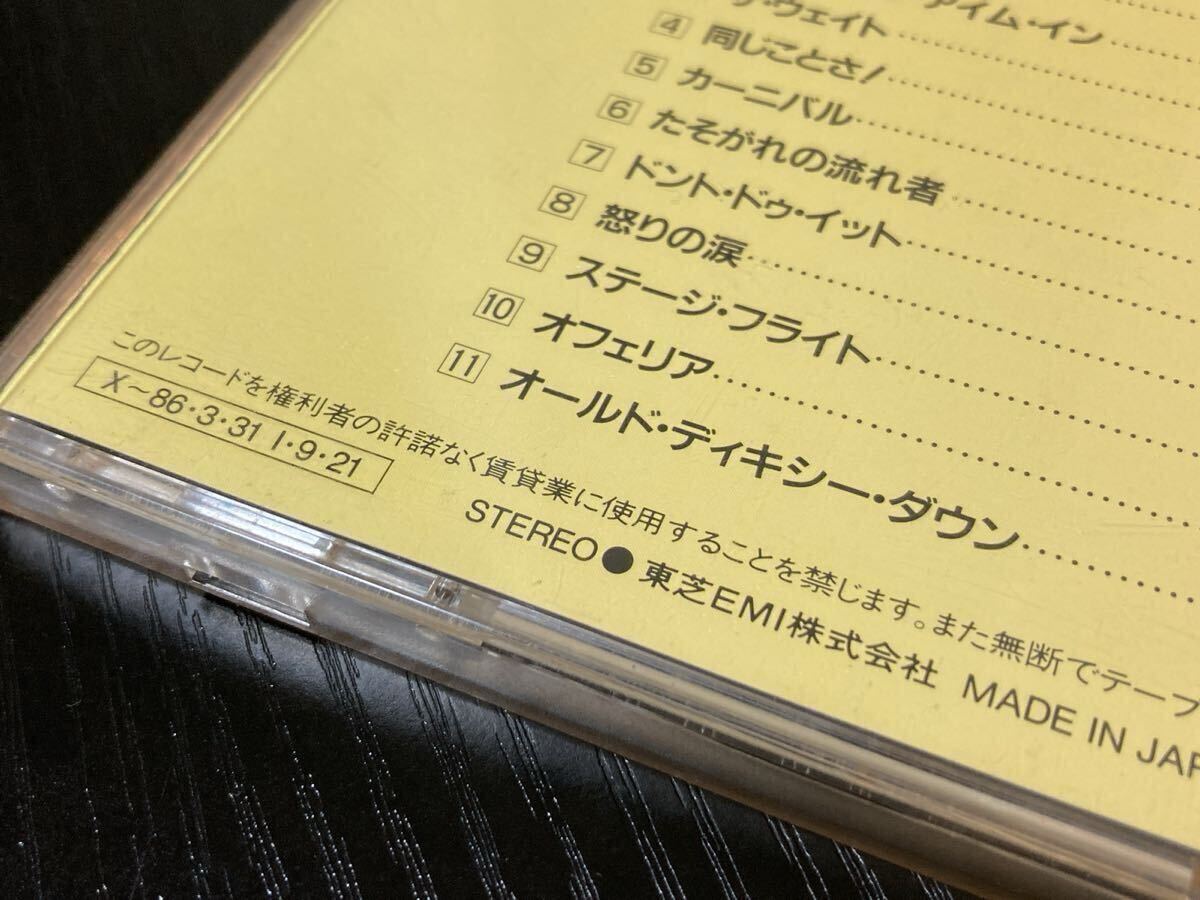 アイム・イン
ウェイト
4 同じことさ!
5 カーニバル
6 たそがれの流れ者
7 ドント・ドゥ・イット
8 怒りの涙
9 ステージ・フライト
10 オフェリア
11 オールド・ディキシー・ダウン
このレコードを権利者の許諾なく賃貸業に使用することを禁じます。また無断でテープ
X〜86・3・31 I・9・21
STEREO●東芝EMI株式会社 MADE IN JAP